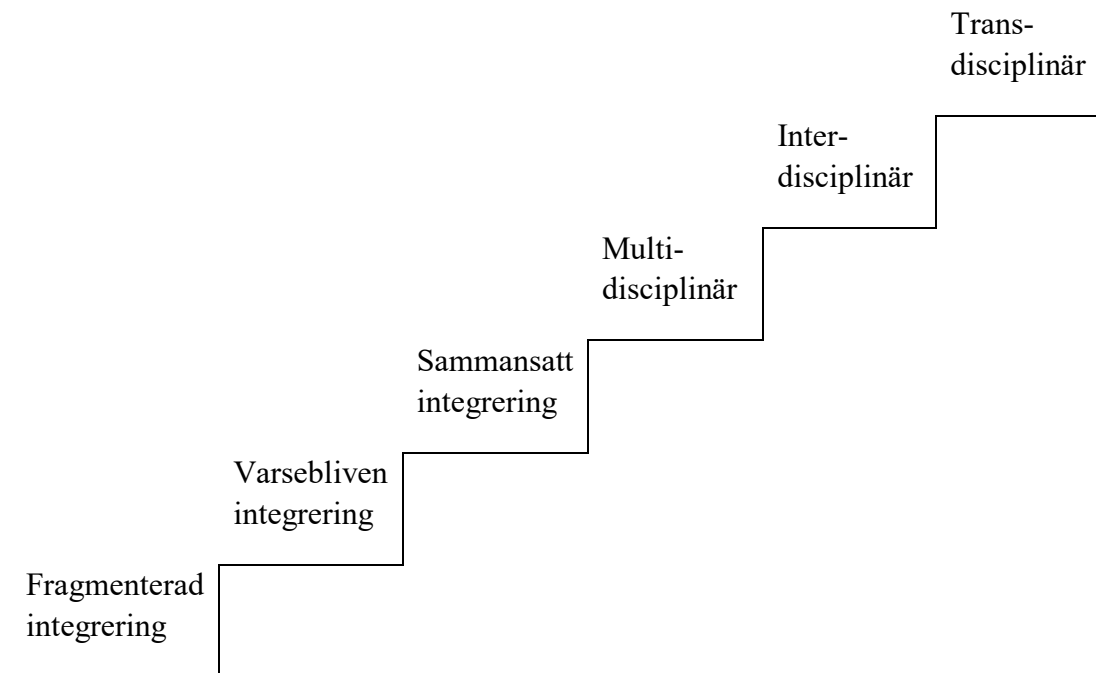 Trans-
disciplinär
Inter-
disciplinär
Multi-
disciplinär
Sammansatt
integrering
Varsebliven
integrering
Fragmenterad
integrering